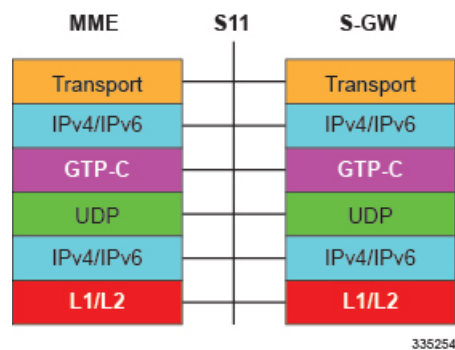 MME S11 S-GW
Transport Transport
IPv4/IPv6 IPv4/IPv6
GTP-C GTP-C
UDP UDP
IPv4/IPv6 IPv4/IPv6
L1/L2 L1/L2
335254